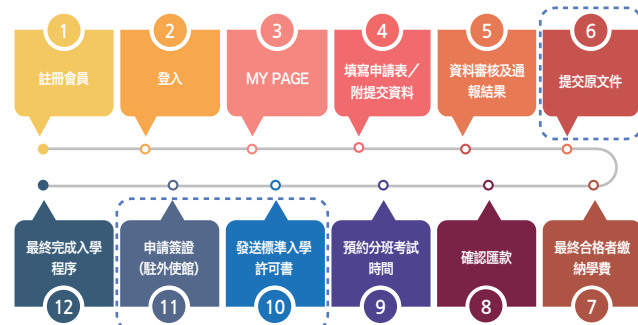 1
註冊會員
2
登入
3
MY PAGE
4
填寫申請表／
附提交資料
5
資料審核及通
報結果
6
提交原文件
最終合格者繳
納學費
7
確認匯款
8
預約分班考試
時間
9
發送標準入學
許可書
10
申請簽證
(駐外使館)
11
最終完成入學
程序
12